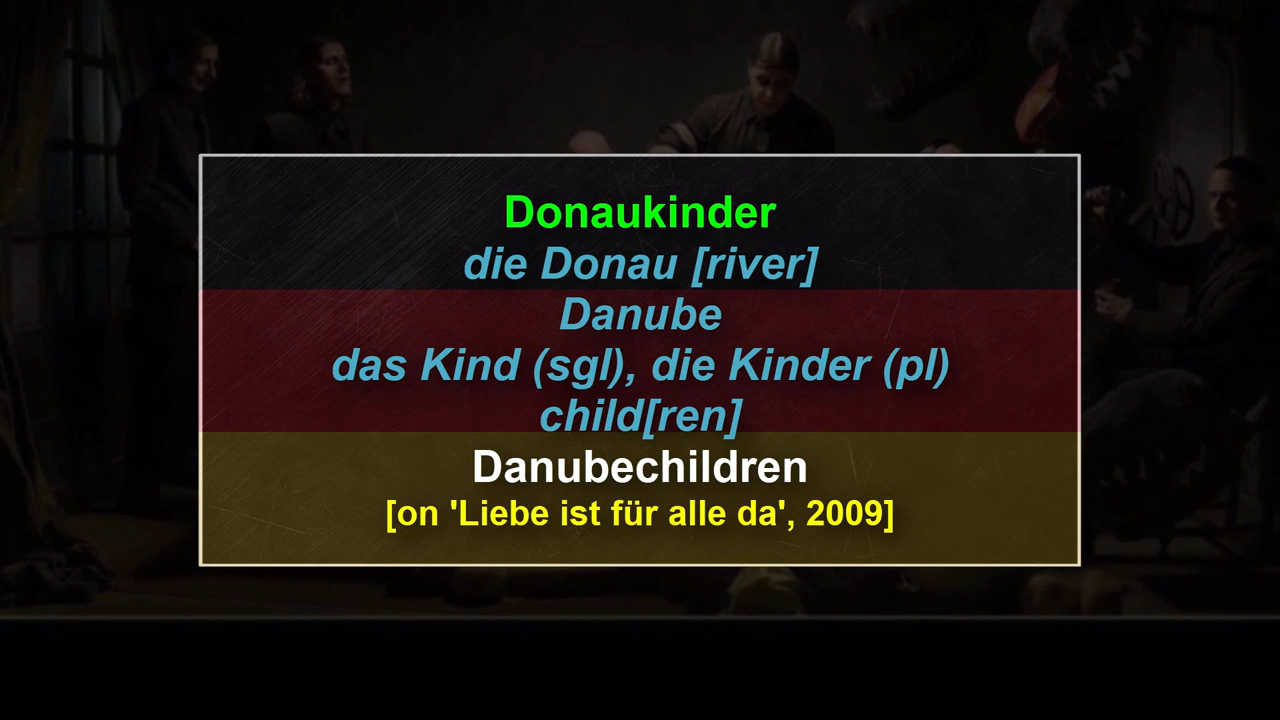 Donaukinder
die Donau [river]
Danube
das Kind (sgl), die Kinder (pl)
child[ren]
Danubechildren
[on 'Liebe ist für alle da', 2009]